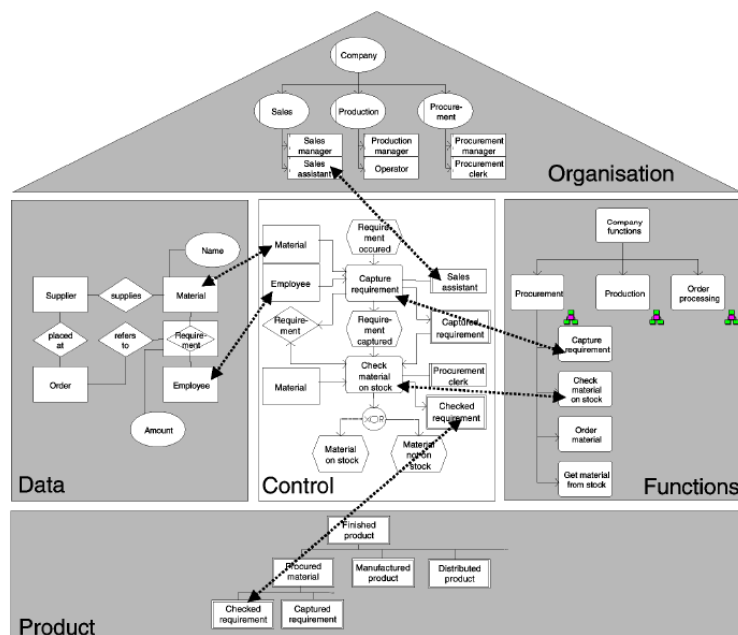 Company
Sales
Production
Procure-
ment
Sales
manager
Production
manager
Procurement
manager
Sales
assistant
Operator
Procurement
clerk
Organisation
Name
Supplier
supplies
Material
placed
at
refers
to
Require-
ment
Order
Employee
Amount
Data
Require-
ment
occured
Material
Employee
Capture
requirement
Sales
assistant
Require-
ment
Require-
ment
captured
Captured
requirement
Material
Check
material
on stock
Procurement
clerk
Checked
requirement
Material
on stock
Material
not on
stock
Control
Company
functions
Procurement
Production
Order
processing
Capture
requirement
Check
material
on stock
Order
material
Get material
from stock
Functions
Finished
product
Procured
material
Manufactured
product
Distributed
product
Checked
requirement
Captured
requirement
Product